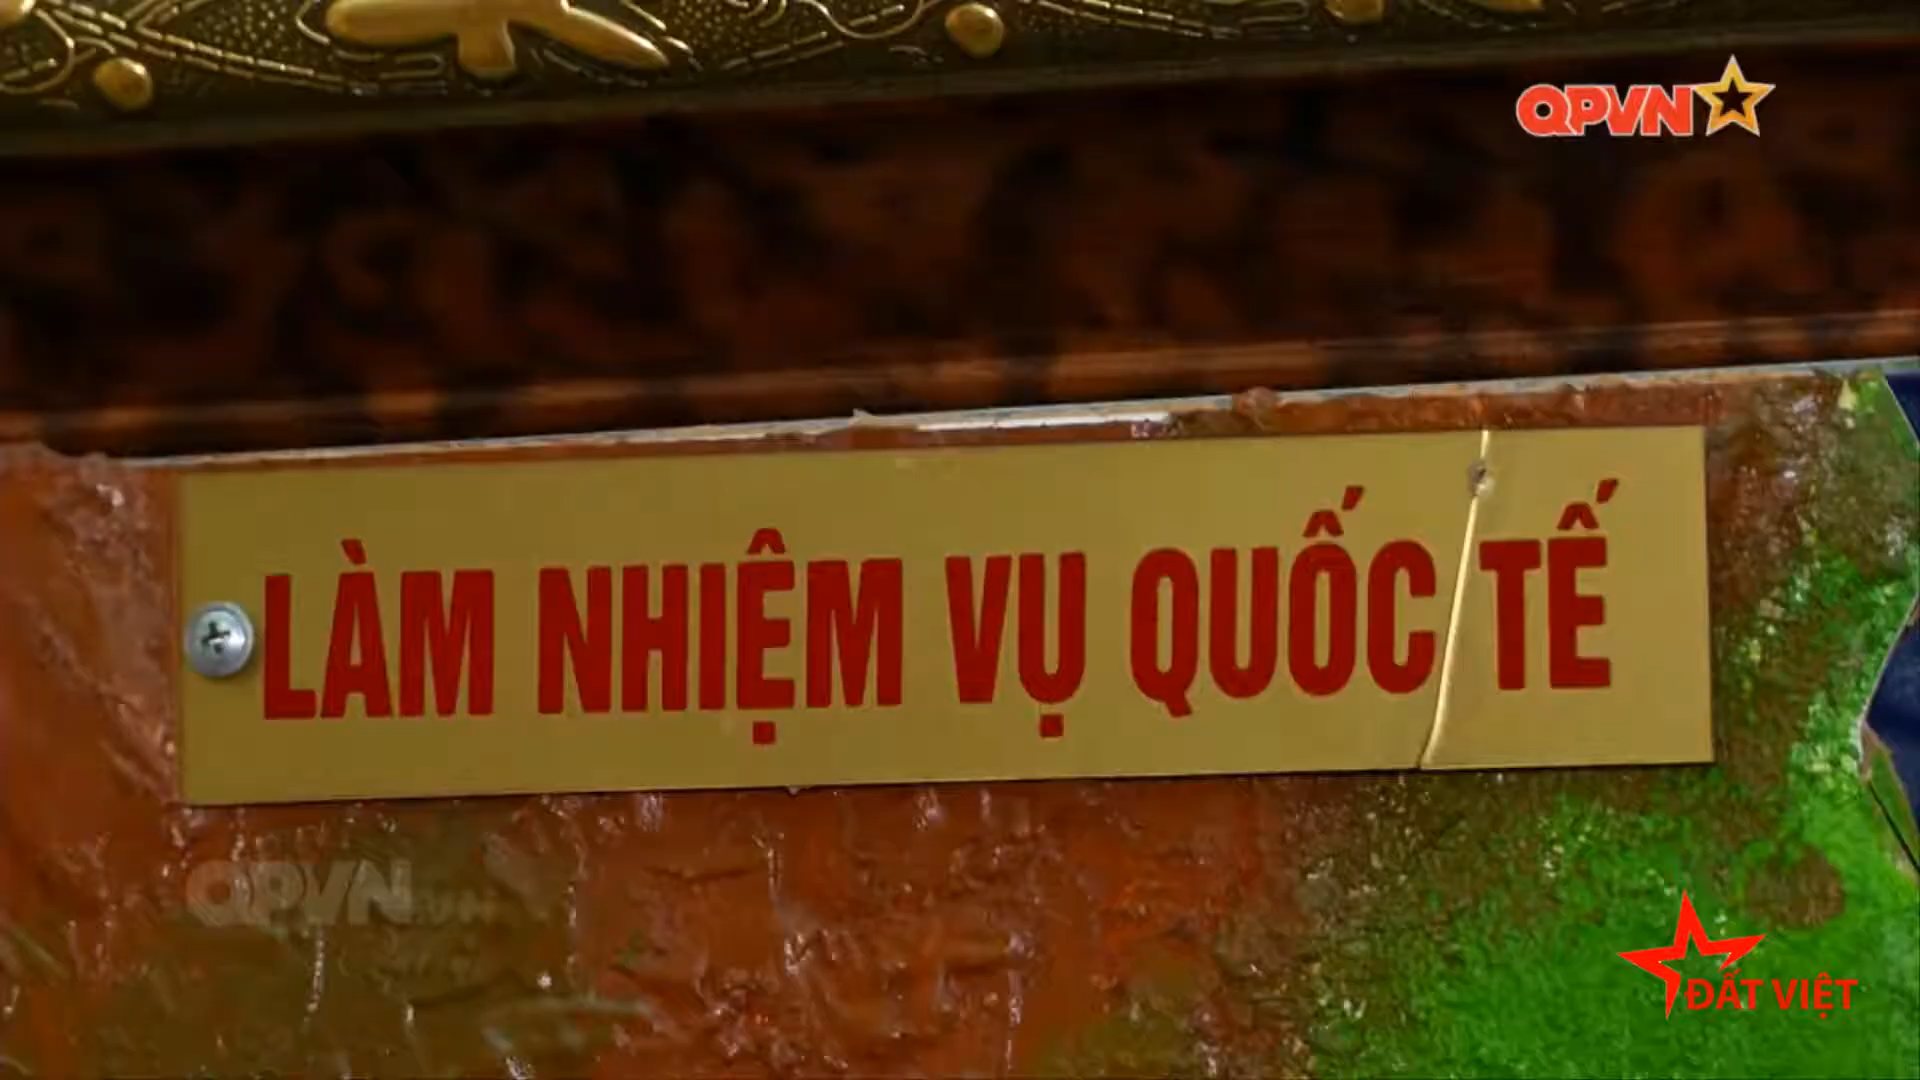 QPVN
LÀM NHIỆM VỤ QUỐC TẾ
QPVN
ĐẤT VIỆT